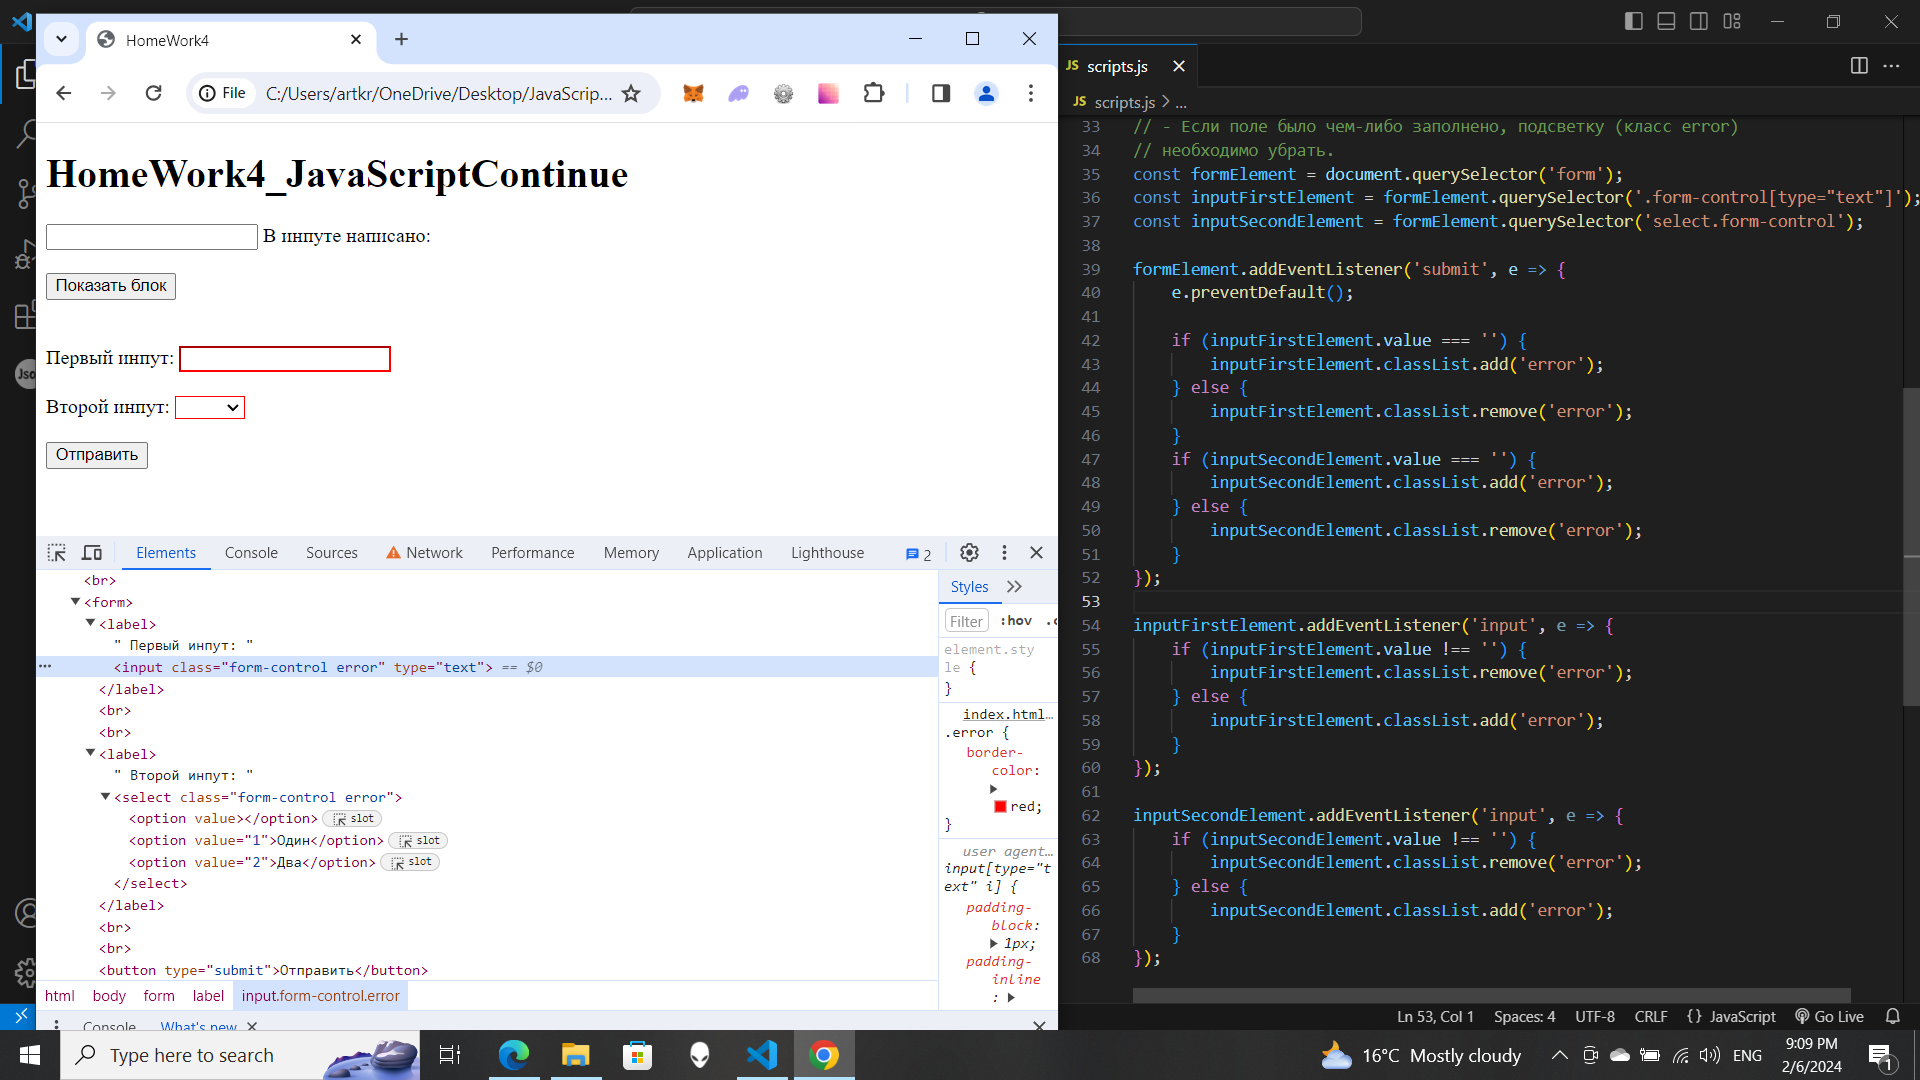 HomeWork4
File
C:/Users/artkr/OneDrive/Desktop/JavaScrip...
HomeWork4_JavaScriptContinue
В инпуте написано:
Показать блок
Первый инпут:
Второй инпут:
Отправить
Elements
Console
Sources
Network
Performance
Memory
Application
Lighthouse
2
<br>
<form>
<label>
" Первый инпут: "
<input class="form-control error" type="text"> == $0
</label>
<br>
<br>
<label>
" Второй инпут: "
<select class="form-control error">
<option value></option> slot
<option value="1">Один</option> slot
<option value="2">Два</option> slot
</select>
</label>
<br>
<br>
<button type="submit">Отправить</button>
html body form label input.form-control.error
Console
What's new
Styles
Filter
:hov
.c
element.sty
le {
}
index.html…
.error {
border-
color:
red;
}
user agent…
input[type="t
ext" i] {
padding-
block:
1px;
padding-
inline
:
JS scripts.js
JS scripts.js > ...
33 // - Если поле было чем-либо заполнено, подсветку (класс error)
34 // необходимо убрать.
35 const formElement = document.querySelector('form');
36 const inputFirstElement = formElement.querySelector('.form-control[type="text"]');
37 const inputSecondElement = formElement.querySelector('select.form-control');
38
39 formElement.addEventListener('submit', e => {
40 e.preventDefault();
41
42 if (inputFirstElement.value === '') {
43 inputFirstElement.classList.add('error');
44 } else {
45 inputFirstElement.classList.remove('error');
46 }
47 if (inputSecondElement.value === '') {
48 inputSecondElement.classList.add('error');
49 } else {
50 inputSecondElement.classList.remove('error');
51 }
52 });
53
54 inputFirstElement.addEventListener('input', e => {
55 if (inputFirstElement.value !== '') {
56 inputFirstElement.classList.remove('error');
57 } else {
58 inputFirstElement.classList.add('error');
59 }
60 });
61
62 inputSecondElement.addEventListener('input', e => {
63 if (inputSecondElement.value !== '') {
64 inputSecondElement.classList.remove('error');
65 } else {
66 inputSecondElement.classList.add('error');
67 }
68 });
Ln 53, Col 1
Spaces: 4
UTF-8
CRLF
{ } JavaScript
Go Live
Type here to search
16°C Mostly cloudy
ENG
9:09 PM
2/6/2024
1